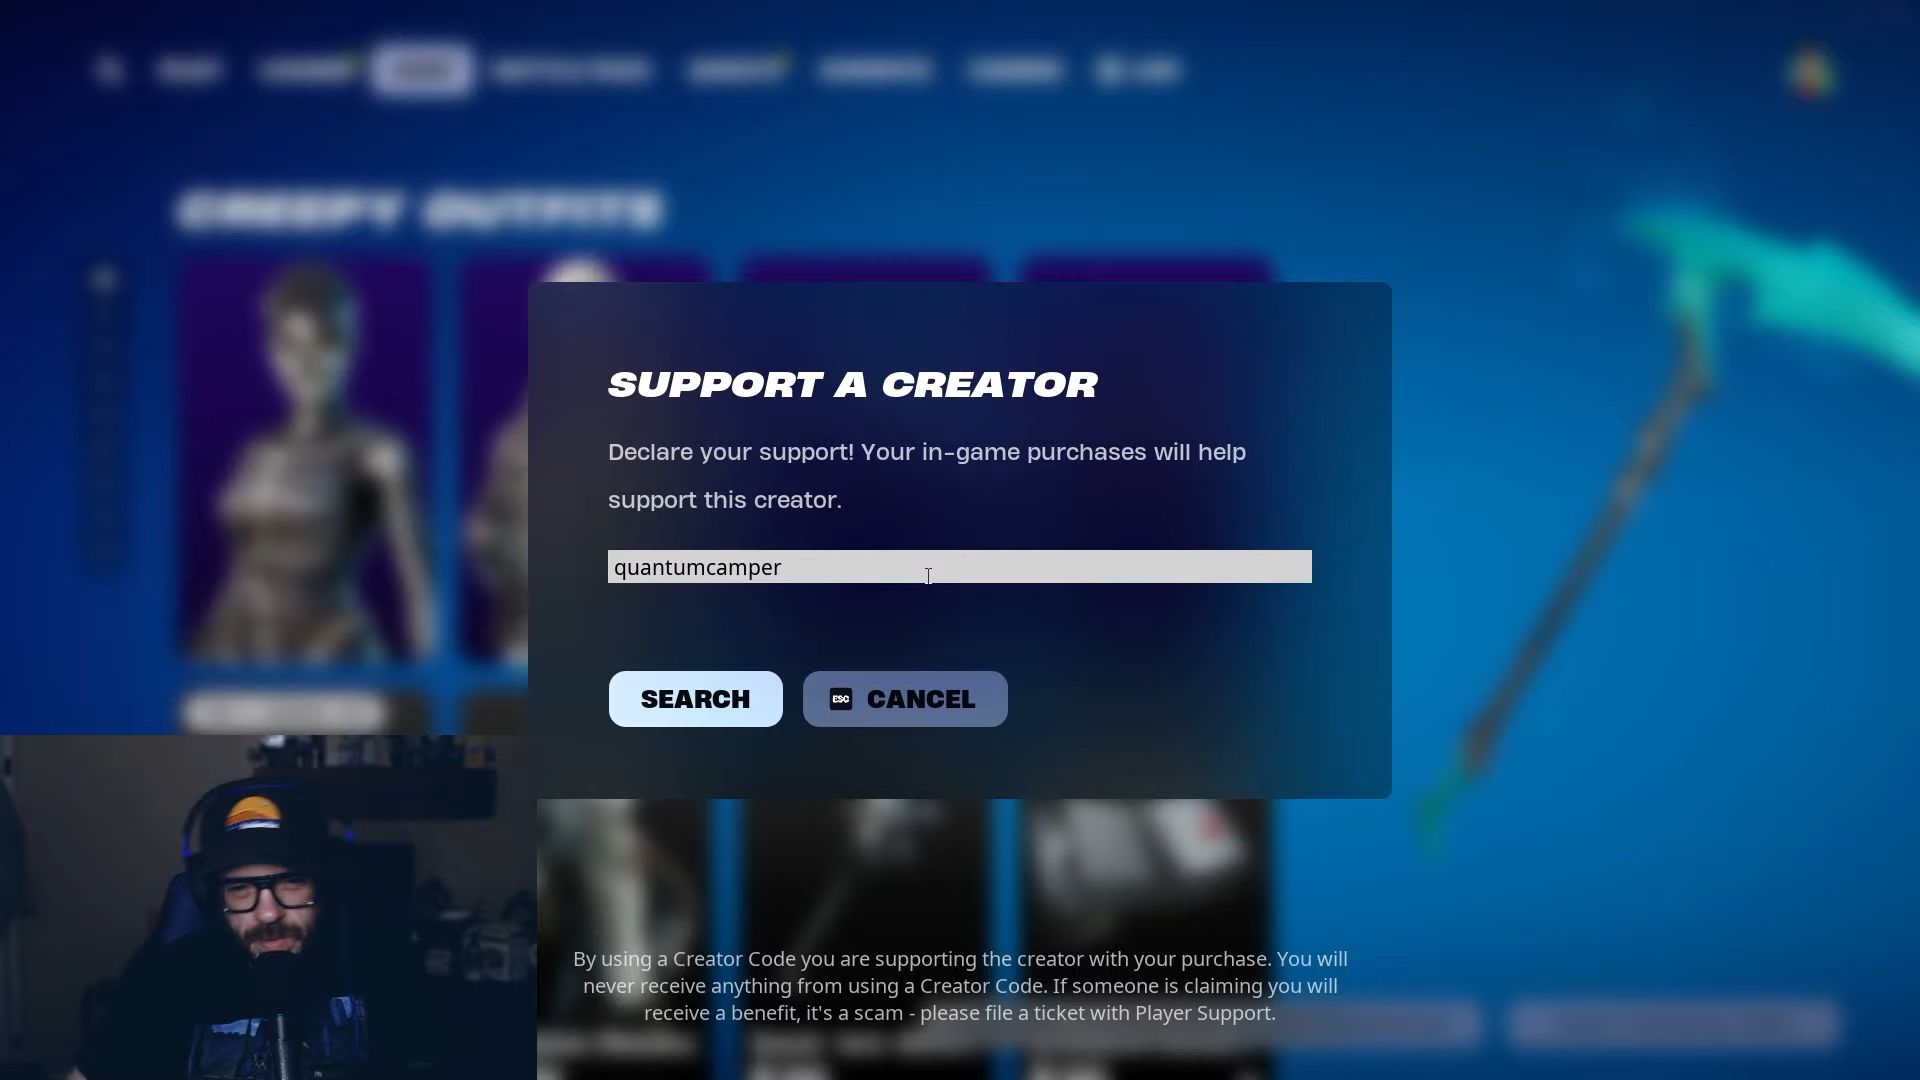 CREEPY OUTFITS
SUPPORT A CREATOR
Declare your support! Your in-game purchases will help
support this creator.
quantumcamper
SEARCH
ESC CANCEL
By using a Creator Code you are supporting the creator with your purchase. You will
never receive anything from using a Creator Code. If someone is claiming you will
receive a benefit, it's a scam - please file a ticket with Player Support.